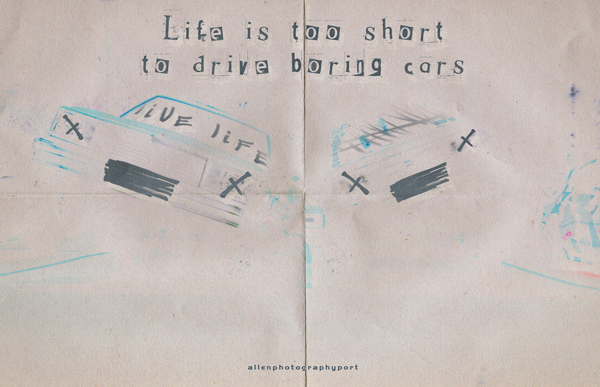 Life is too short
to drive boring cars
liVE liFE
allenphotographyport